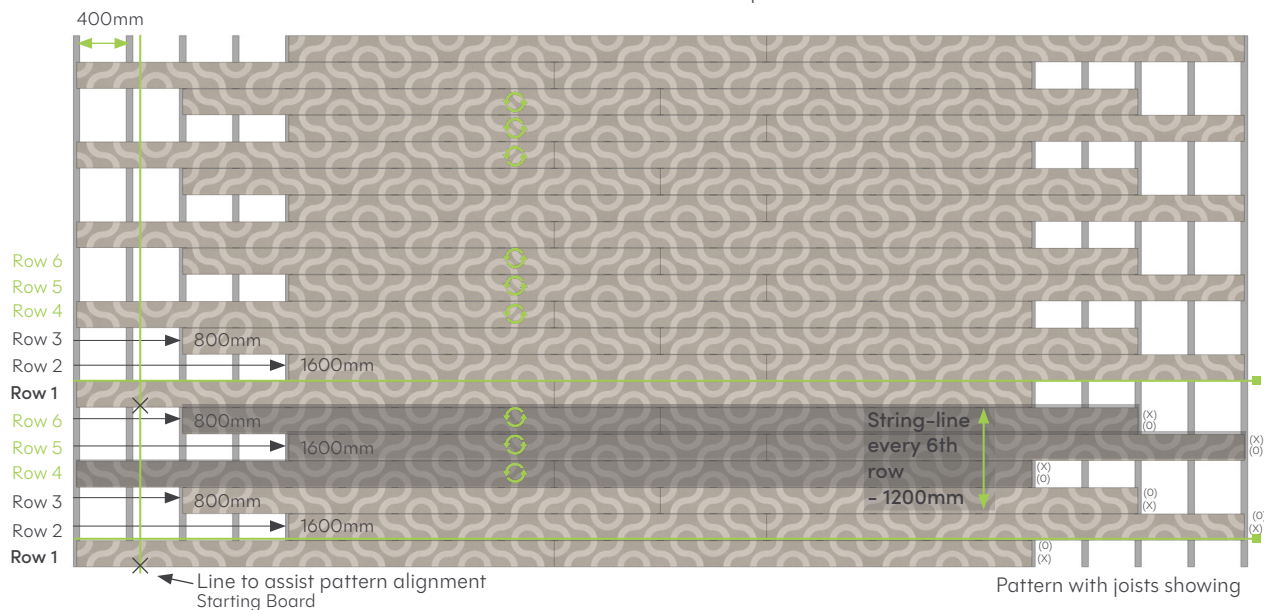 400mm
Row 6
Row 5
Row 4
Row 3 800mm
Row 2 1600mm
Row 1
Row 6 800mm
Row 5 1600mm
Row 4
Row 3 800mm
Row 2 1600mm
Row 1
String-line
every 6th
row
- 1200mm
(X)
(O)
(X)
(O)
(X)
(O)
(O)
(X)
(O)
(X)
(O)
(X)
Line to assist pattern alignment
Starting Board
Pattern with joists showing